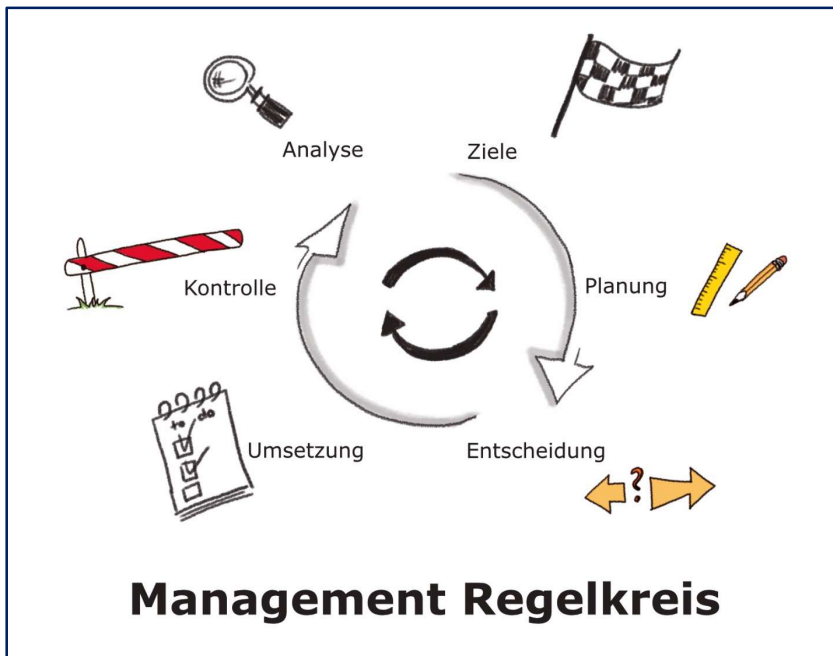 Analyse
Ziele
Kontrolle
Planung
to do
Umsetzung
Entscheidung
?
Management Regelkreis